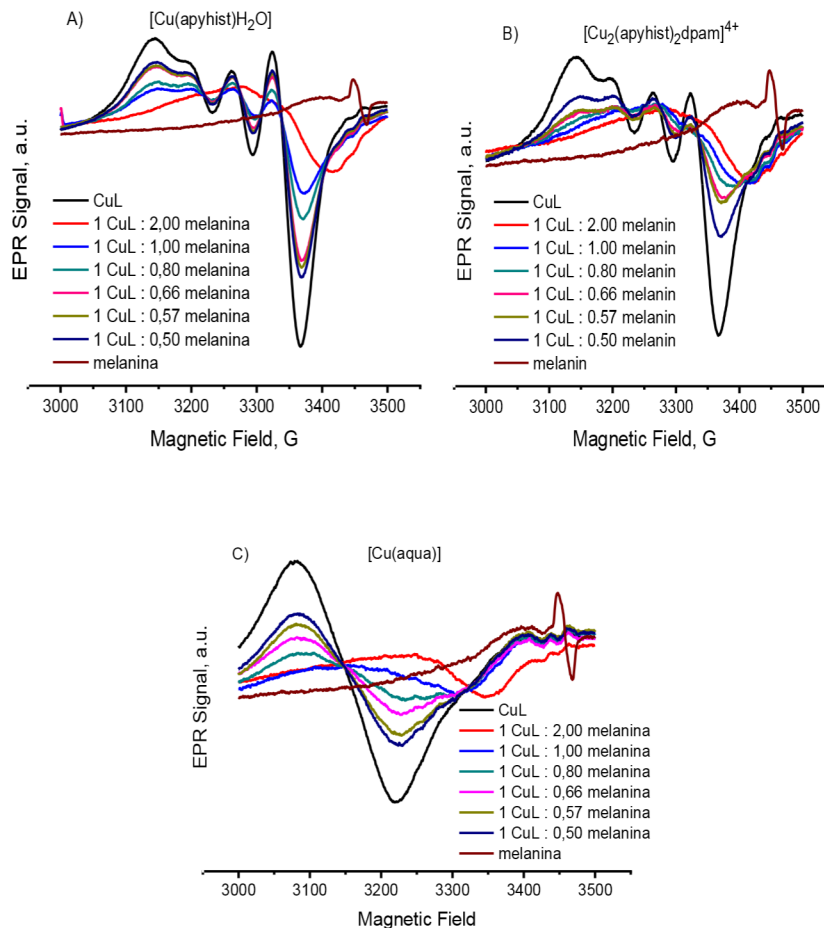 A)
[Cu(apyhist)H₂O]
EPR Signal, a.u.
CuL
1 CuL : 2,00 melanina
1 CuL : 1,00 melanina
1 CuL : 0,80 melanina
1 CuL : 0,66 melanina
1 CuL : 0,57 melanina
1 CuL : 0,50 melanina
melanina
3000 3100 3200 3300 3400 3500
Magnetic Field, G
B)
[Cu₂(apyhist)₂dpam]⁴⁺
EPR Signal, a.u.
CuL
1 CuL : 2.00 melanin
1 CuL : 1.00 melanin
1 CuL : 0.80 melanin
1 CuL : 0.66 melanin
1 CuL : 0.57 melanin
1 CuL : 0.50 melanin
melanin
3000 3100 3200 3300 3400 3500
Magnetic Field, G
C)
[Cu(aqua)]
EPR Signal, a.u.
CuL
1 CuL : 2,00 melanina
1 CuL : 1,00 melanina
1 CuL : 0,80 melanina
1 CuL : 0,66 melanina
1 CuL : 0,57 melanina
1 CuL : 0,50 melanina
melanina
3000 3100 3200 3300 3400 3500
Magnetic Field